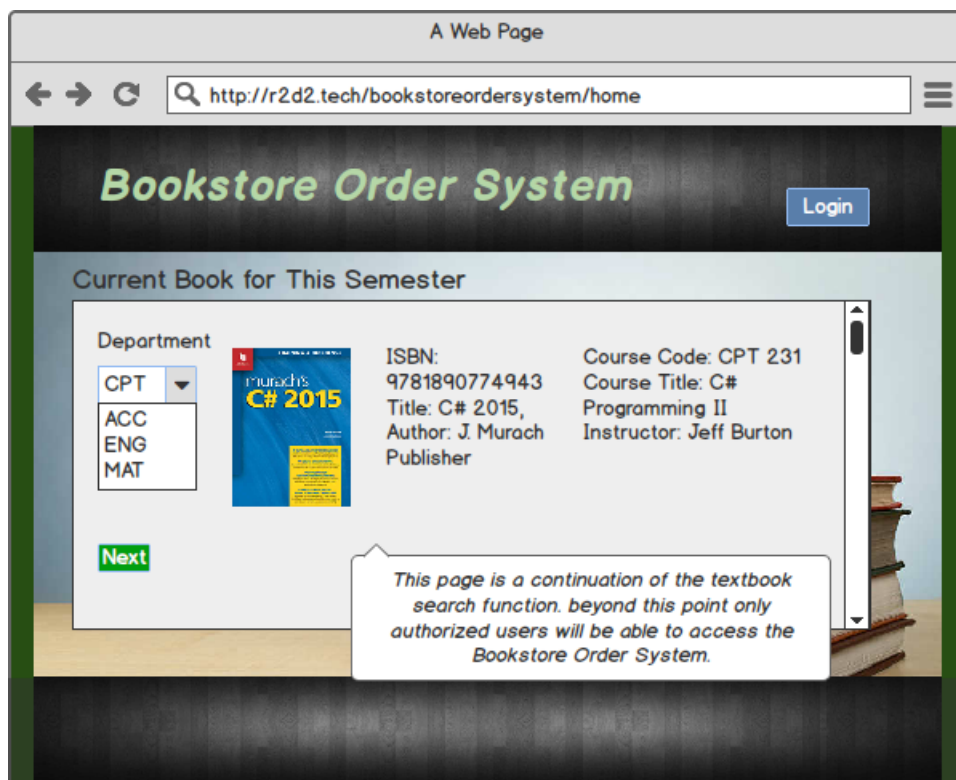 A Web Page
http://r2d2.tech/bookstoreordersystem/home
Bookstore Order System
Login
Current Book for This Semester
Department
CPT
ACC
ENG
MAT
murach's
C# 2015
ISBN:
9781890774943
Title: C# 2015,
Author: J. Murach
Publisher
Course Code: CPT 231
Course Title: C#
Programming II
Instructor: Jeff Burton
Next
This page is a continuation of the textbook
search function. beyond this point only
authorized users will be able to access the
Bookstore Order System.